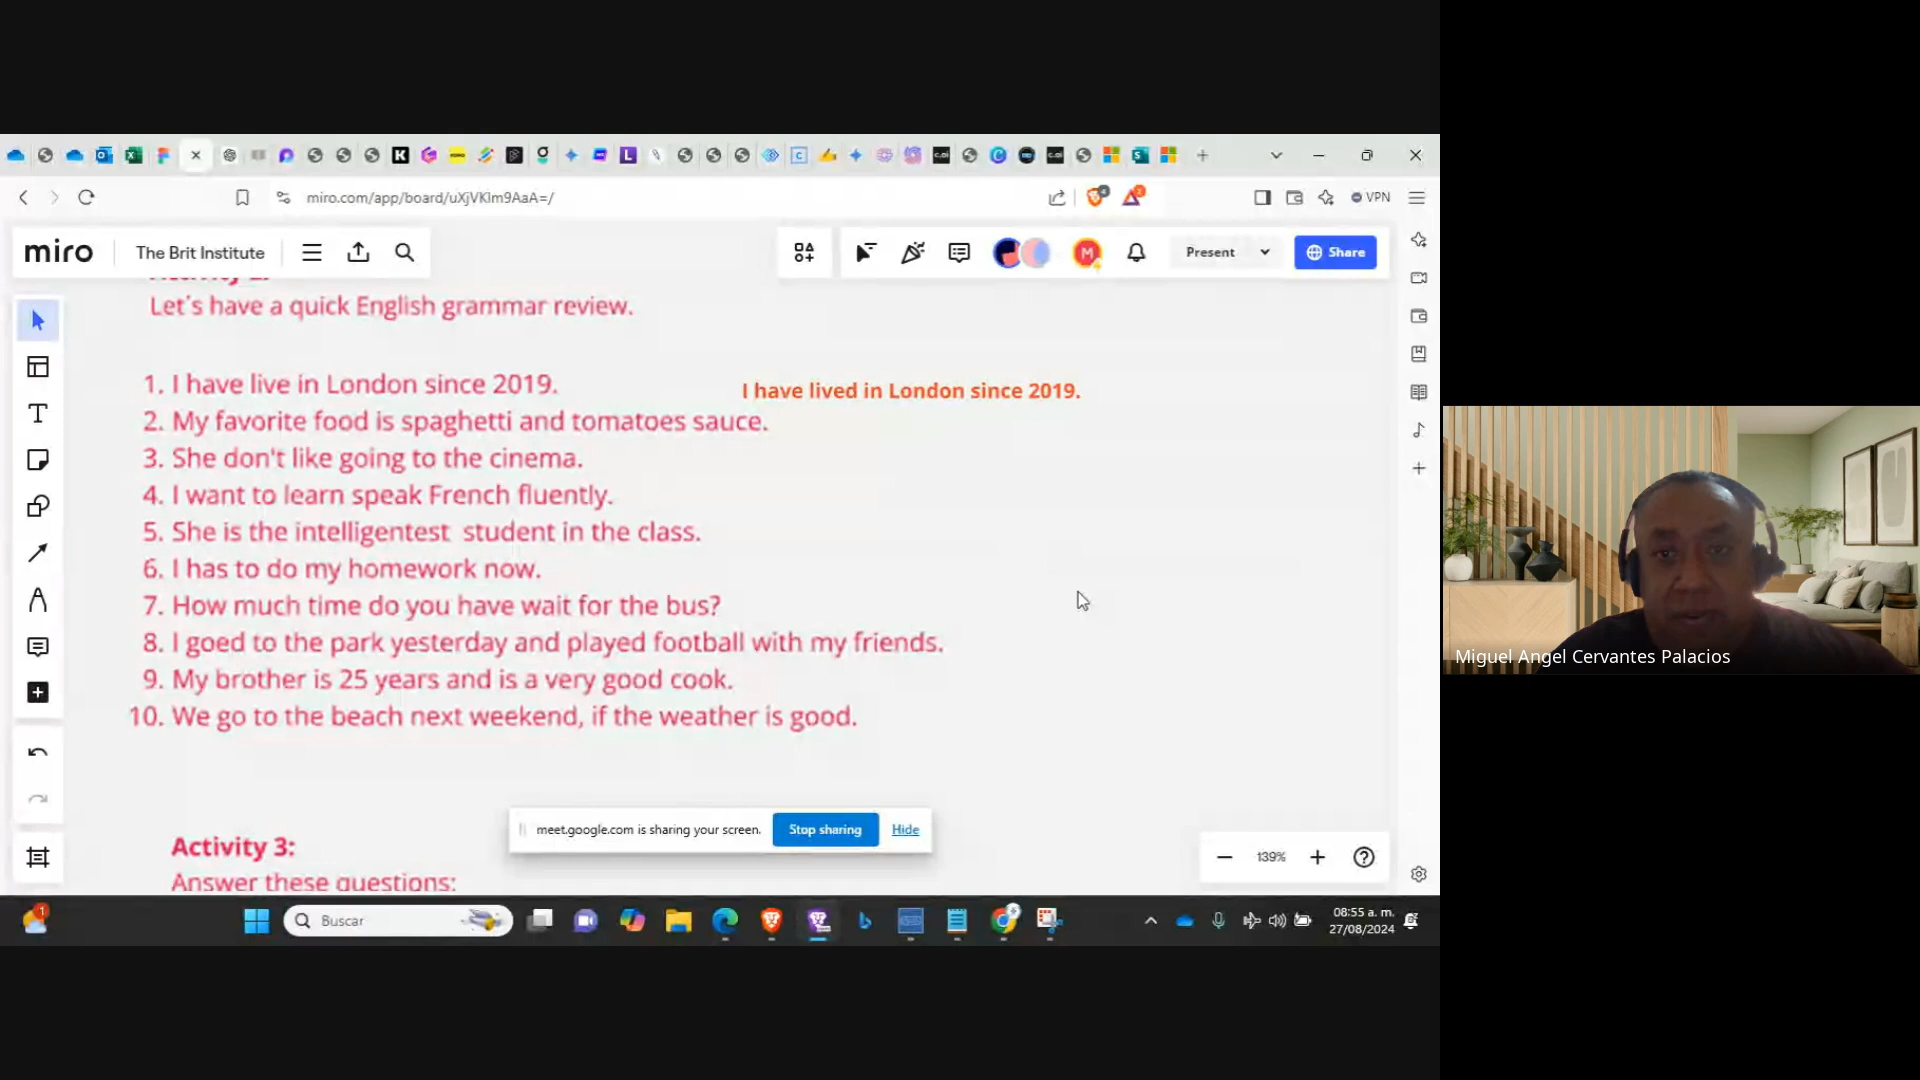 miro.com/app/board/uXjVKlm9AaA=/
VPN
miro
The Brit Institute
M
Present
Share
Let´s have a quick English grammar review.
1. I have live in London since 2019.
I have lived in London since 2019.
2. My favorite food is spaghetti and tomatoes sauce.
3. She don't like going to the cinema.
4. I want to learn speak French fluently.
5. She is the intelligentest student in the class.
6. I has to do my homework now.
7. How much time do you have wait for the bus?
8. I goed to the park yesterday and played football with my friends.
9. My brother is 25 years and is a very good cook.
10. We go to the beach next weekend, if the weather is good.
Miguel Angel Cervantes Palacios
meet.google.com is sharing your screen.
Stop sharing
Hide
139%
Activity 3:
Answer these questions:
Buscar
08:55 a. m.
27/08/2024